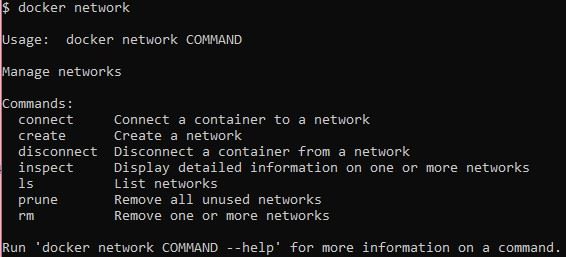 $ docker network
Usage:  docker network COMMAND
Manage networks
Commands:
  connect     Connect a container to a network
  create      Create a network
  disconnect  Disconnect a container from a network
  inspect     Display detailed information on one or more networks
  ls          List networks
  prune       Remove all unused networks
  rm          Remove one or more networks
Run 'docker network COMMAND --help' for more information on a command.